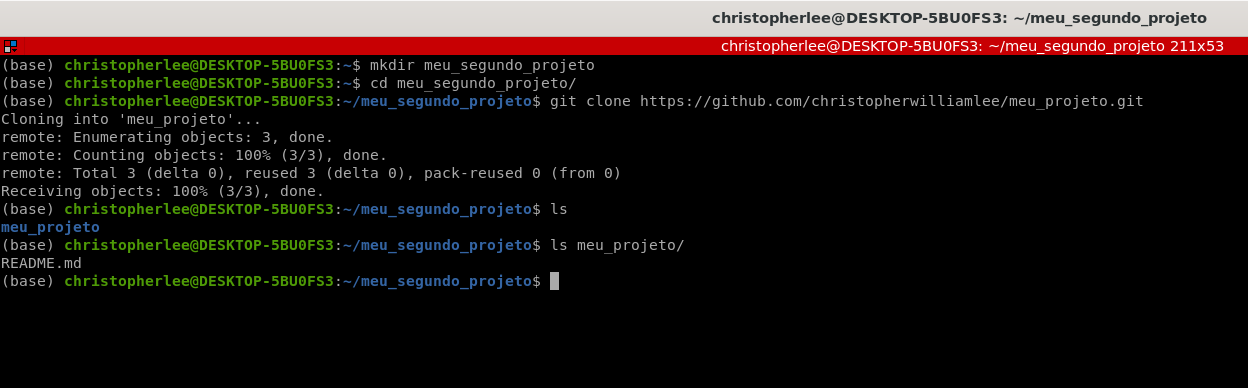 christopherlee@DESKTOP-5BU0FS3: ~/meu_segundo_projeto
christopherlee@DESKTOP-5BU0FS3: ~/meu_segundo_projeto 211x53
(base) christopherlee@DESKTOP-5BU0FS3:~$ mkdir meu_segundo_projeto
(base) christopherlee@DESKTOP-5BU0FS3:~$ cd meu_segundo_projeto/
(base) christopherlee@DESKTOP-5BU0FS3:~/meu_segundo_projeto$ git clone https://github.com/christopherwilliamlee/meu_projeto.git
Cloning into 'meu_projeto'...
remote: Enumerating objects: 3, done.
remote: Counting objects: 100% (3/3), done.
remote: Total 3 (delta 0), reused 3 (delta 0), pack-reused 0 (from 0)
Receiving objects: 100% (3/3), done.
(base) christopherlee@DESKTOP-5BU0FS3:~/meu_segundo_projeto$ ls
meu_projeto
(base) christopherlee@DESKTOP-5BU0FS3:~/meu_segundo_projeto$ ls meu_projeto/
README.md
(base) christopherlee@DESKTOP-5BU0FS3:~/meu_segundo_projeto$